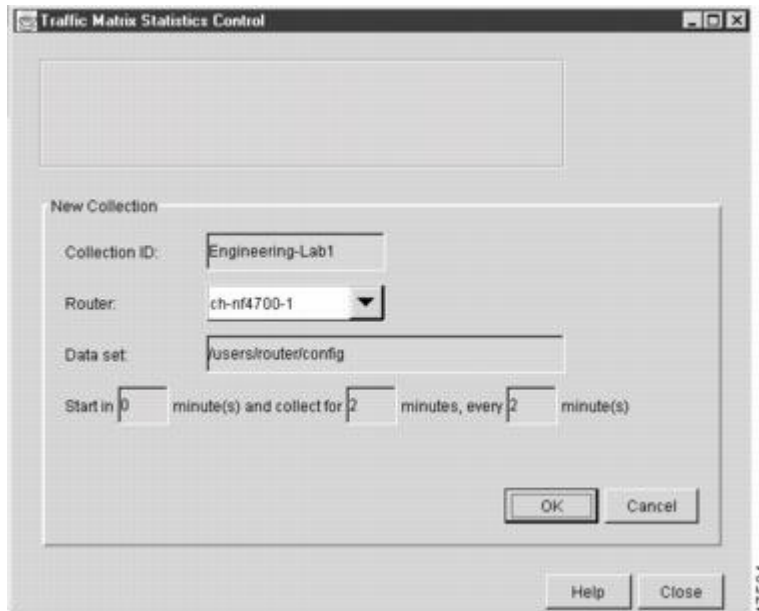 Traffic Matrix Statistics Control
New Collection
Collection ID: Engineering-Lab1
Router: ch-nf4700-1
Data set: /users/router/config
Start in 0 minute(s) and collect for 2 minutes, every 2 minute(s)
OK Cancel
Help Close